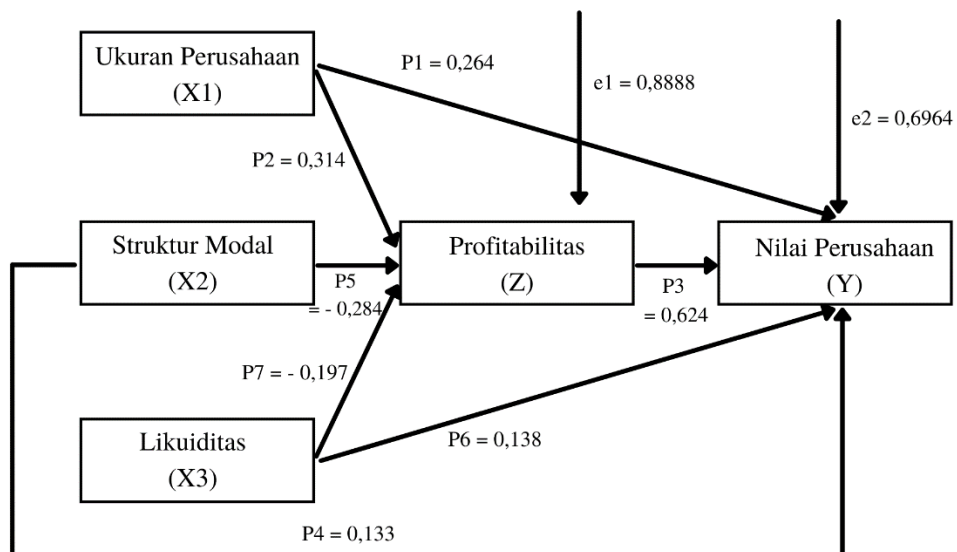 Ukuran Perusahaan
(X1)
P1 = 0,264
e1 = 0,8888
e2 = 0,6964
P2 = 0,314
Struktur Modal
(X2)
P5
= - 0,284
Profitabilitas
(Z)
P3
= 0,624
Nilai Perusahaan
(Y)
P7 = - 0,197
Likuiditas
(X3)
P6 = 0,138
P4 = 0,133